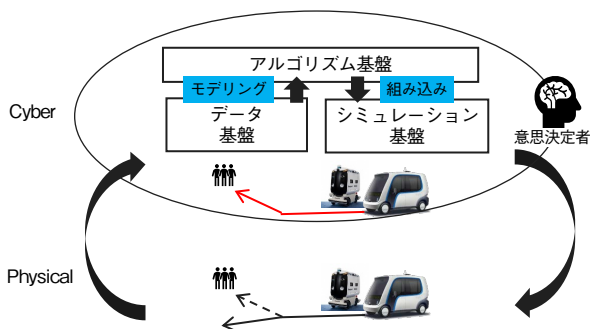 アルゴリズム基盤
モデリング
組み込み
データ
基盤
シミュレーション
基盤
Cyber
意思決定者
Physical